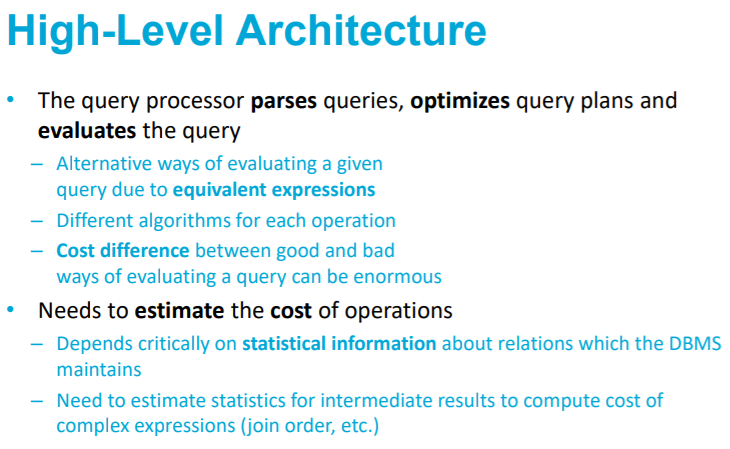 High-Level Architecture
• The query processor parses queries, optimizes query plans and
evaluates the query
– Alternative ways of evaluating a given
query due to equivalent expressions
– Different algorithms for each operation
– Cost difference between good and bad
ways of evaluating a query can be enormous
• Needs to estimate the cost of operations
– Depends critically on statistical information about relations which the DBMS
maintains
– Need to estimate statistics for intermediate results to compute cost of
complex expressions (join order, etc.)